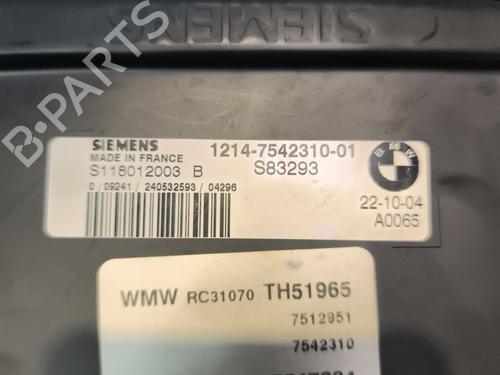 SIEMENS
B-PARTS
SIEMENS
1214-7542310-01
MADE IN FRANCE
S118012003 B
S83293
0 / 09241 / 240532593 / 04296
BMW
22-10-04
A0065
WMW RC31070 TH51965
7512951
7542310